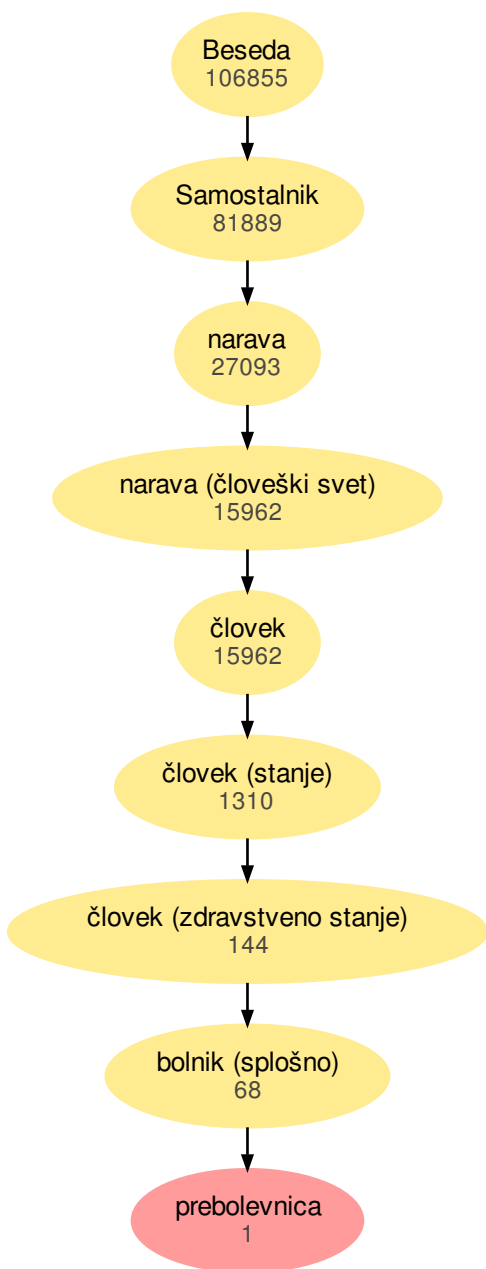 Beseda
106855
Samostalnik
81889
narava
27093
narava (človeški svet)
15962
človek
15962
človek (stanje)
1310
človek (zdravstveno stanje)
144
bolnik (splošno)
68
prebolevnica
1